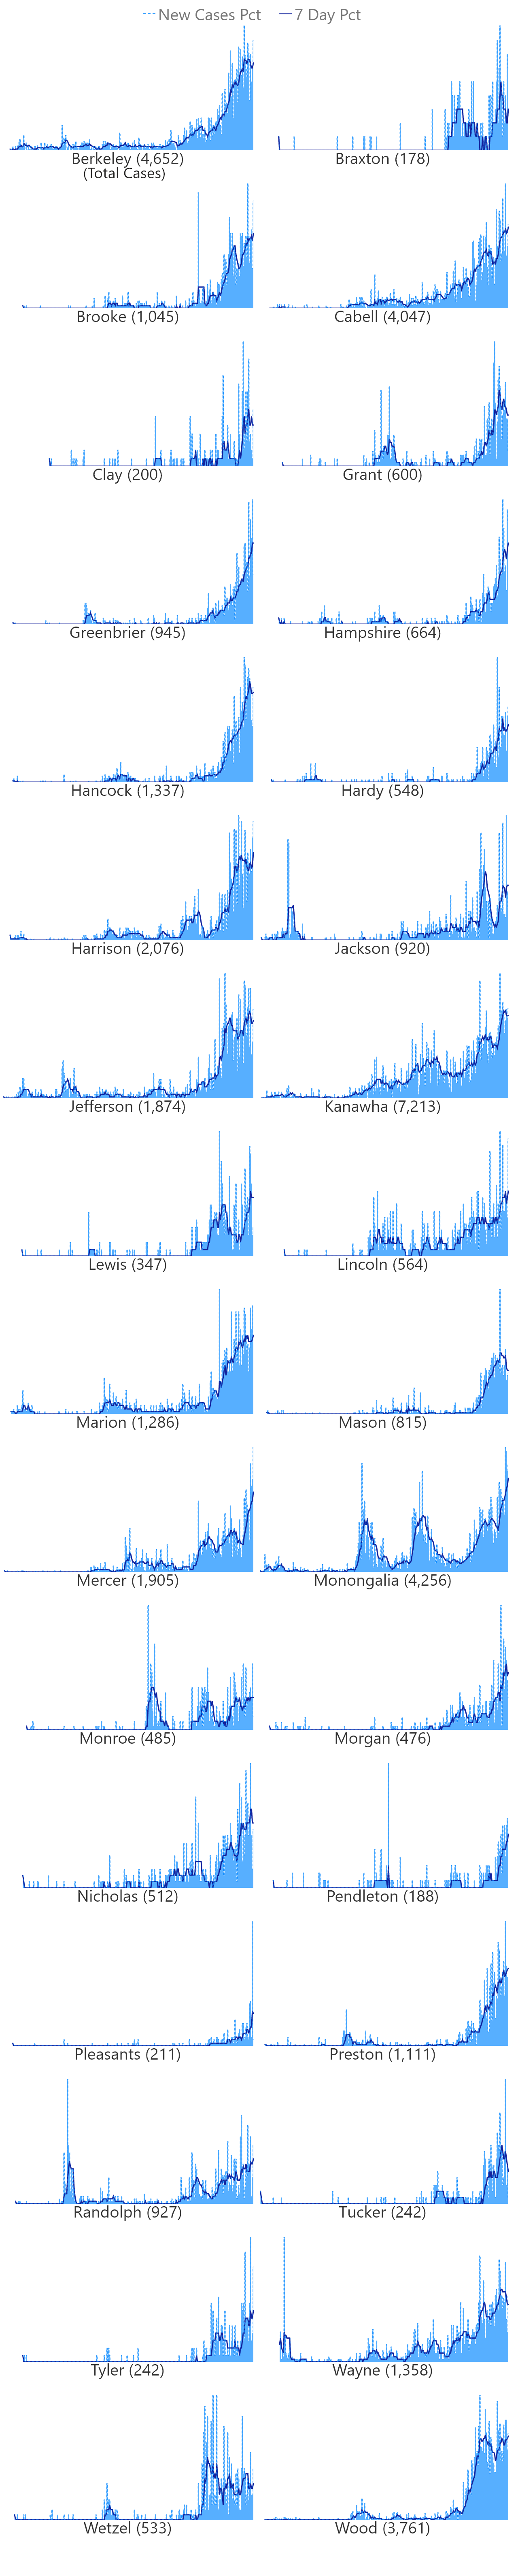 New Cases Pct 7 Day Pct
Berkeley (4,652) Braxton (178)
(Total Cases)
Brooke (1,045) Cabell (4,047)
Clay (200) Grant (600)
Greenbrier (945) Hampshire (664)
Hancock (1,337) Hardy (548)
Harrison (2,076) Jackson (920)
Jefferson (1,874) Kanawha (7,213)
Lewis (347) Lincoln (564)
Marion (1,286) Mason (815)
Mercer (1,905) Monongalia (4,256)
Monroe (485) Morgan (476)
Nicholas (512) Pendleton (188)
Pleasants (211) Preston (1,111)
Randolph (927) Tucker (242)
Tyler (242) Wayne (1,358)
Wetzel (533) Wood (3,761)